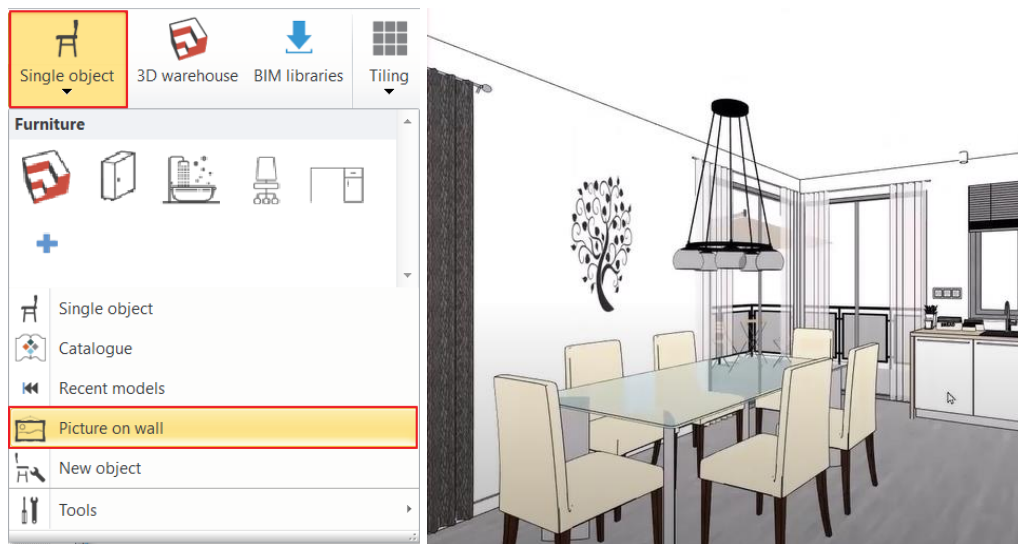 Single object
3D warehouse
BIM libraries
Tiling
Furniture
Single object
Catalogue
Recent models
Picture on wall
New object
Tools